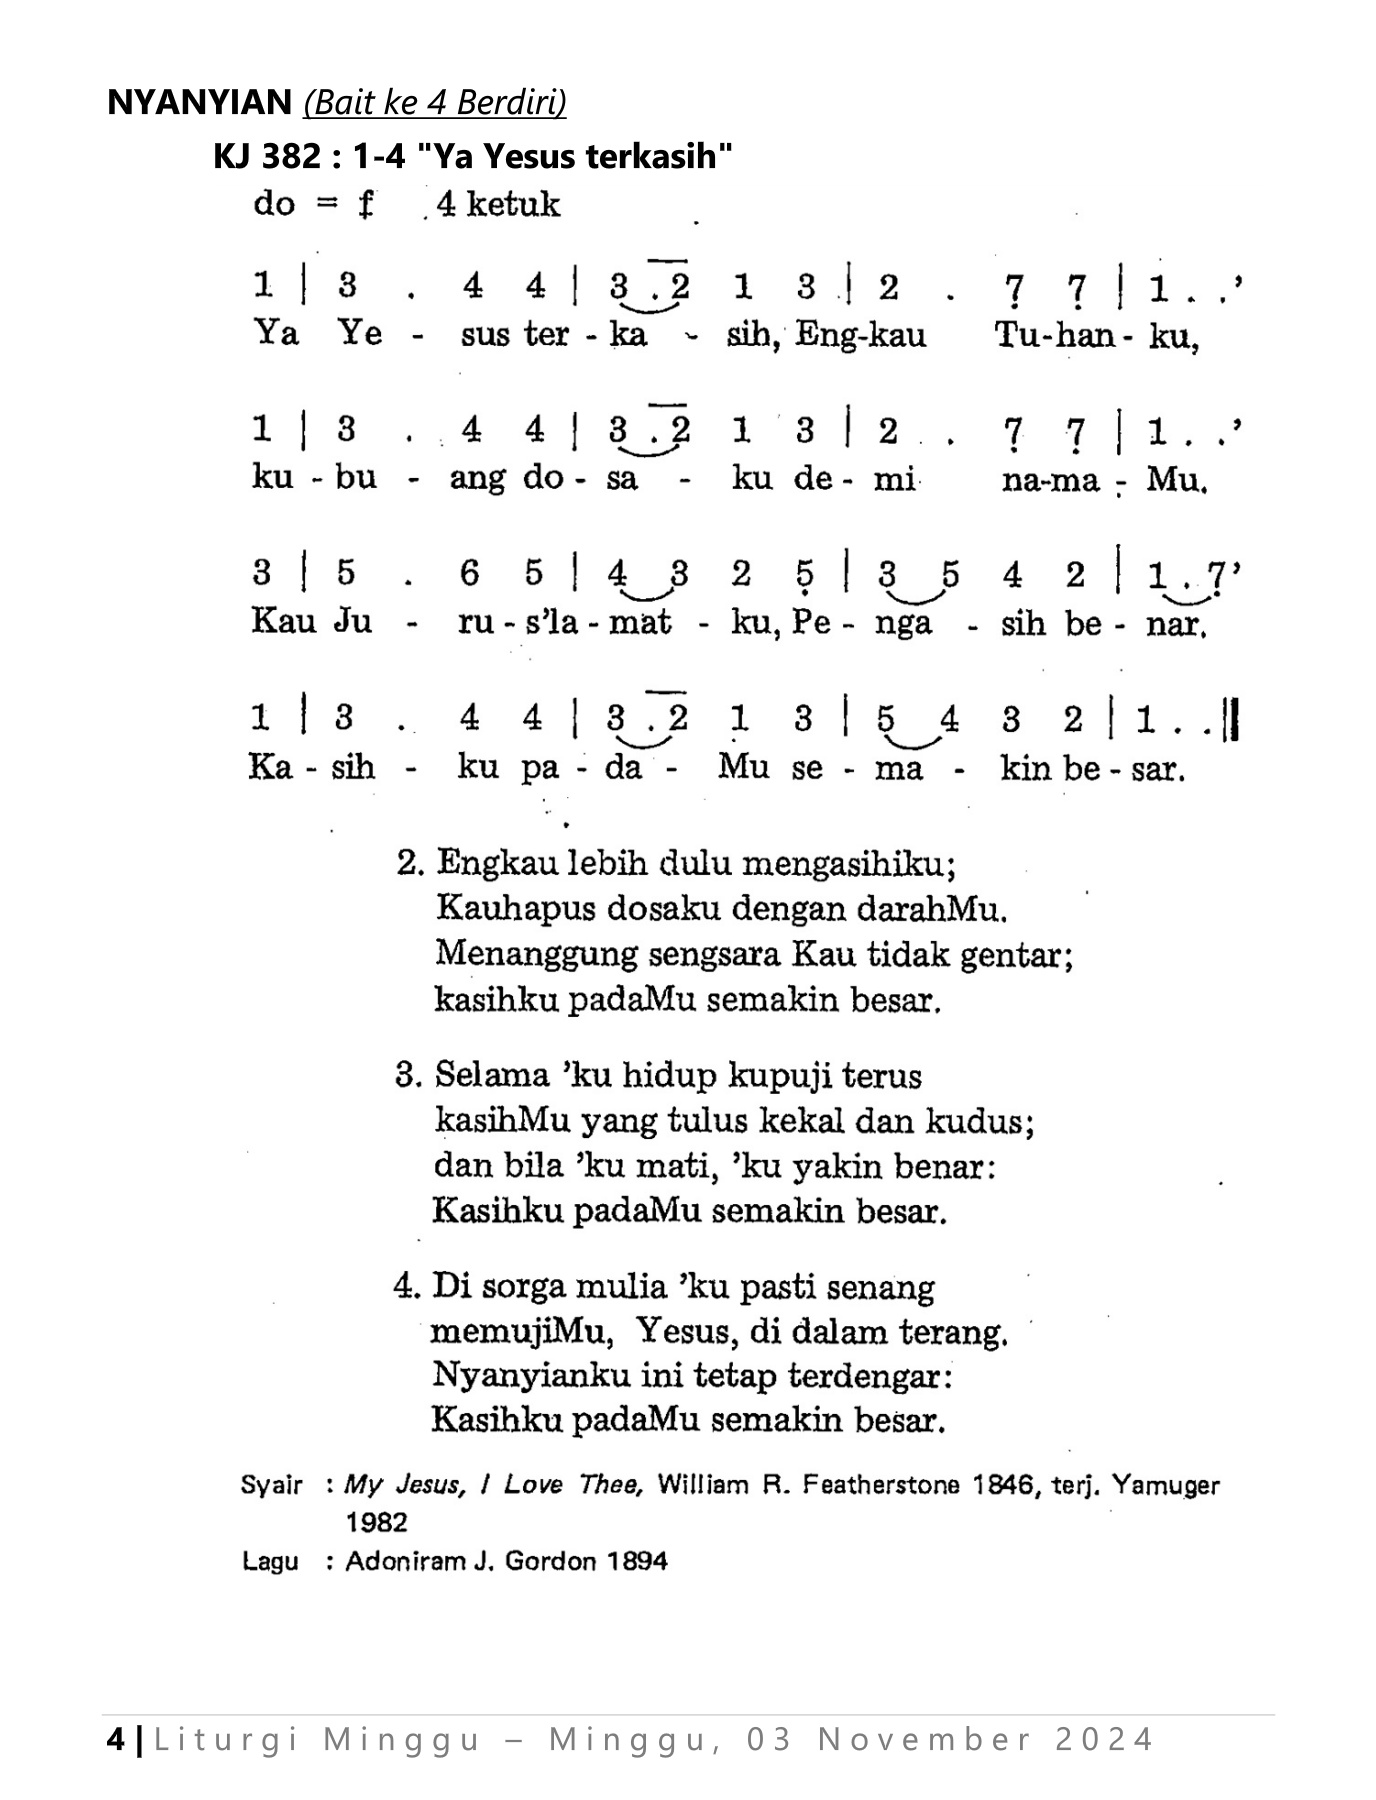 NYANYIAN (Bait ke 4 Berdiri)
KJ 382 : 1-4 "Ya Yesus terkasih"
do = f 4 ketuk
1 | 3 . 4 4 | 3 . 2 1 3 | 2 . 7̣ 7̣ | 1 . . ’
Ya Ye - sus ter - ka - sih, Eng-kau Tu-han - ku,
1 | 3 . 4 4 | 3 . 2 1 3 | 2 . 7̣ 7̣ | 1 . . ’
ku - bu - ang do - sa - ku de - mi na-ma - Mu.
3 | 5 . 6 5 | 4 3 2 5̣ | 3 5 4 2 | 1 . 7̣ ’
Kau Ju - ru - s’la - mat - ku, Pe - nga - sih be - nar.
1 | 3 . 4 4 | 3 . 2 1 3 | 5 4 3 2 | 1 . . ||
Ka - sih - ku pa - da - Mu se - ma - kin be - sar.
2. Engkau lebih dulu mengasihiku;
Kauhapus dosaku dengan darahMu.
Menanggung sengsara Kau tidak gentar;
kasihku padaMu semakin besar.
3. Selama ’ku hidup kupuji terus
kasihMu yang tulus kekal dan kudus;
dan bila ’ku mati, ’ku yakin benar:
Kasihku padaMu semakin besar.
4. Di sorga mulia ’ku pasti senang
memujiMu, Yesus, di dalam terang.
Nyanyianku ini tetap terdengar:
Kasihku padaMu semakin besar.
Syair : My Jesus, I Love Thee, William R. Featherstone 1846, terj. Yamuger
1982
Lagu : Adoniram J. Gordon 1894
4 | Liturgi Minggu – Minggu, 03 November 2024